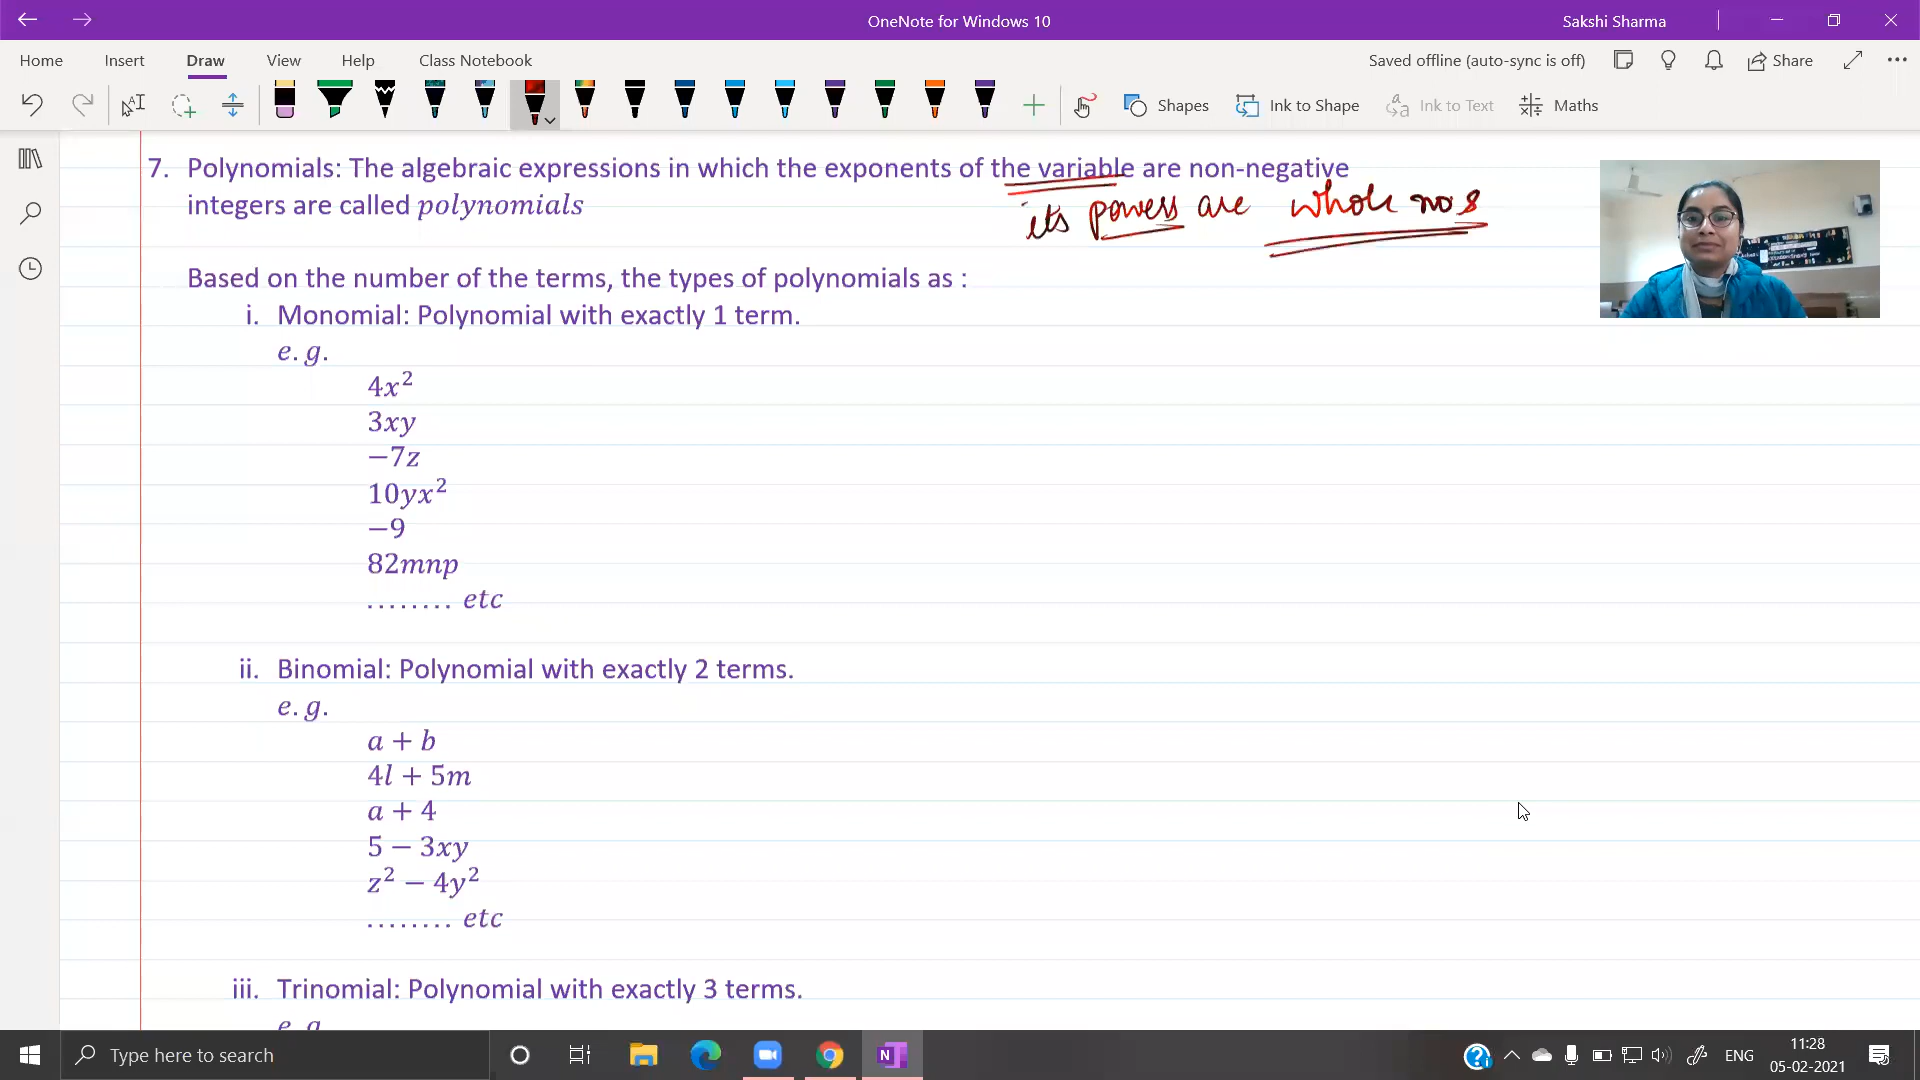 OneNote for Windows 10
Sakshi Sharma
Home Insert Draw View Help Class Notebook
Saved offline (auto-sync is off) Share
Shapes Ink to Shape Ink to Text Maths
7. Polynomials: The algebraic expressions in which the exponents of the variable are non-negative
integers are called polynomials
its powers are whole nos
Based on the number of the terms, the types of polynomials as :
i. Monomial: Polynomial with exactly 1 term.
e.g.
4x²
3xy
−7z
10yx²
−9
82mnp
........ etc
ii. Binomial: Polynomial with exactly 2 terms.
e.g.
a + b
4l + 5m
a + 4
5 − 3xy
z² − 4y²
........ etc
iii. Trinomial: Polynomial with exactly 3 terms.
e.g
Type here to search
ENG
11:28
05-02-2021